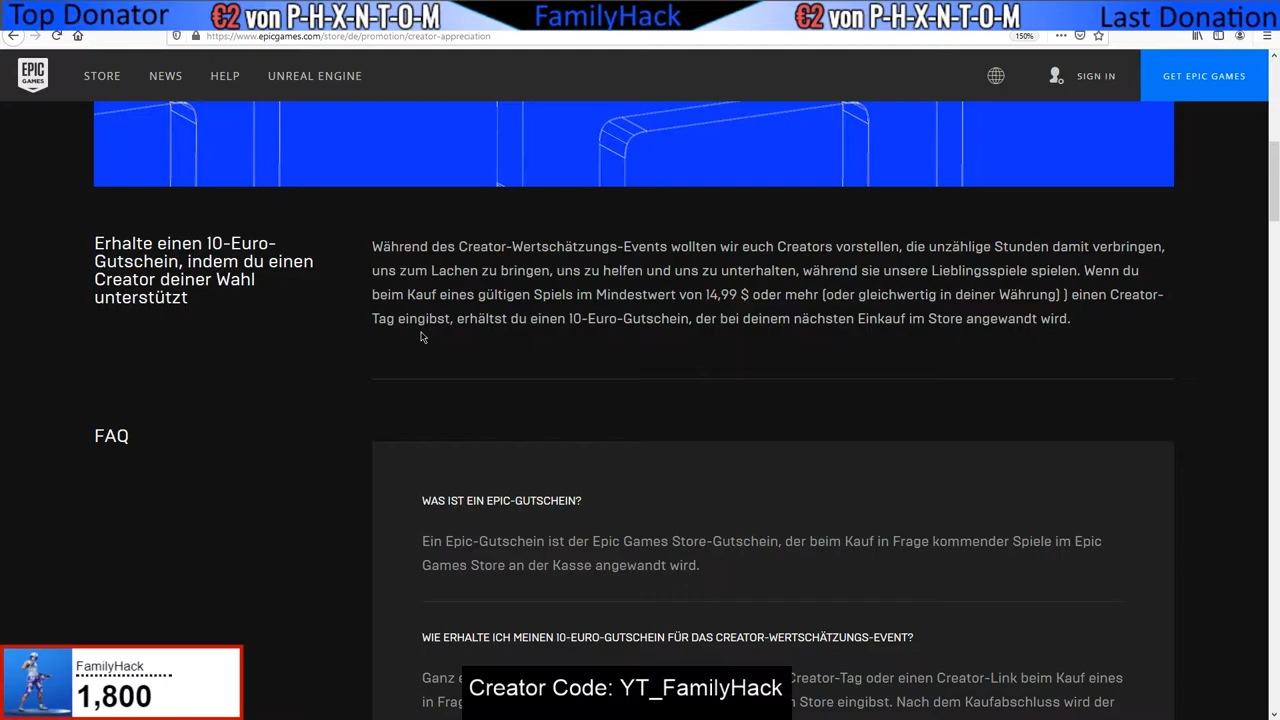 Top Donator
€2 von P-H-X-N-T-O-M
FamilyHack
€2 von P-H-X-N-T-O-M
Last Donation
https://www.epicgames.com/store/de/promotion/creator-appreciation
150%
EPIC GAMES
STORE
NEWS
HELP
UNREAL ENGINE
SIGN IN
GET EPIC GAMES
Erhalte einen 10-Euro-
Gutschein, indem du einen
Creator deiner Wahl
unterstützt
Während des Creator-Wertschätzungs-Events wollten wir euch Creators vorstellen, die unzählige Stunden damit verbringen,
uns zum Lachen zu bringen, uns zu helfen und uns zu unterhalten, während sie unsere Lieblingsspiele spielen. Wenn du
beim Kauf eines gültigen Spiels im Mindestwert von 14,99 $ oder mehr (oder gleichwertig in deiner Währung) ) einen Creator-
Tag eingibst, erhältst du einen 10-Euro-Gutschein, der bei deinem nächsten Einkauf im Store angewandt wird.
FAQ
WAS IST EIN EPIC-GUTSCHEIN?
Ein Epic-Gutschein ist der Epic Games Store-Gutschein, der beim Kauf in Frage kommender Spiele im Epic
Games Store an der Kasse angewandt wird.
WIE ERHALTE ICH MEINEN 10-EURO-GUTSCHEIN FÜR DAS CREATOR-WERTSCHÄTZUNGS-EVENT?
Ganz Creator-Tag oder einen Creator-Link beim Kauf eines
in Store eingibst. Nach dem Kaufabschluss wird der
FamilyHack
1,800
Creator Code: YT_FamilyHack